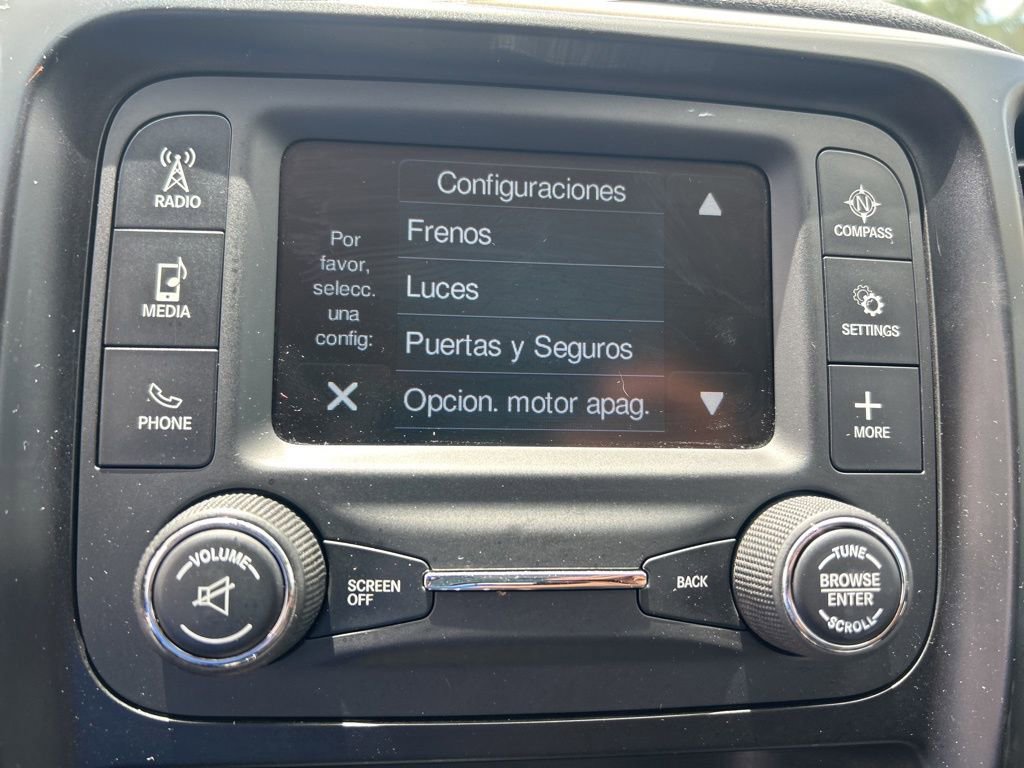 RADIO
MEDIA
PHONE
Configuraciones
Por
favor,
selecc.
una
config:
Frenos
Luces
Puertas y Seguros
Opcion. motor apag.
N
COMPASS
SETTINGS
MORE
VOLUME
SCREEN
OFF
BACK
TUNE
BROWSE
ENTER
SCROLL